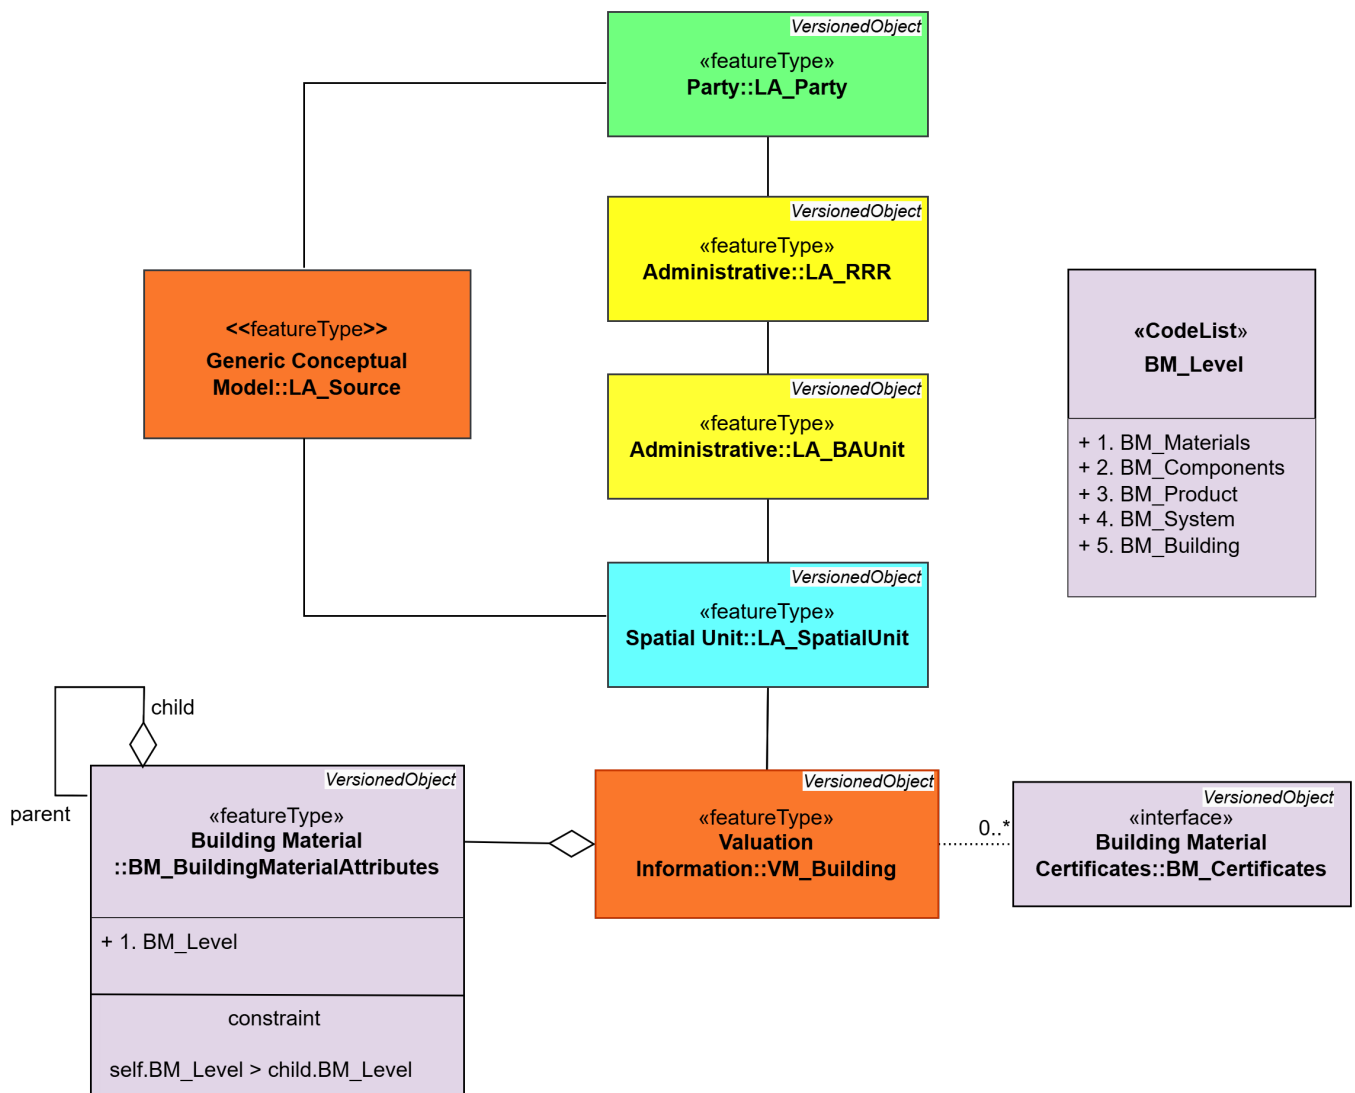 VersionedObject
«featureType»
Party::LA_Party
VersionedObject
«featureType»
Administrative::LA_RRR
<<featureType>>
Generic Conceptual
Model::LA_Source
«CodeList»
BM_Level
+ 1. BM_Materials
+ 2. BM_Components
+ 3. BM_Product
+ 4. BM_System
+ 5. BM_Building
VersionedObject
«featureType»
Administrative::LA_BAUnit
VersionedObject
«featureType»
Spatial Unit::LA_SpatialUnit
child
parent
VersionedObject
«featureType»
Building Material
::BM_BuildingMaterialAttributes
+ 1. BM_Level
constraint
self.BM_Level > child.BM_Level
VersionedObject
«featureType»
Valuation
Information::VM_Building
0..*
VersionedObject
«interface»
Building Material
Certificates::BM_Certificates